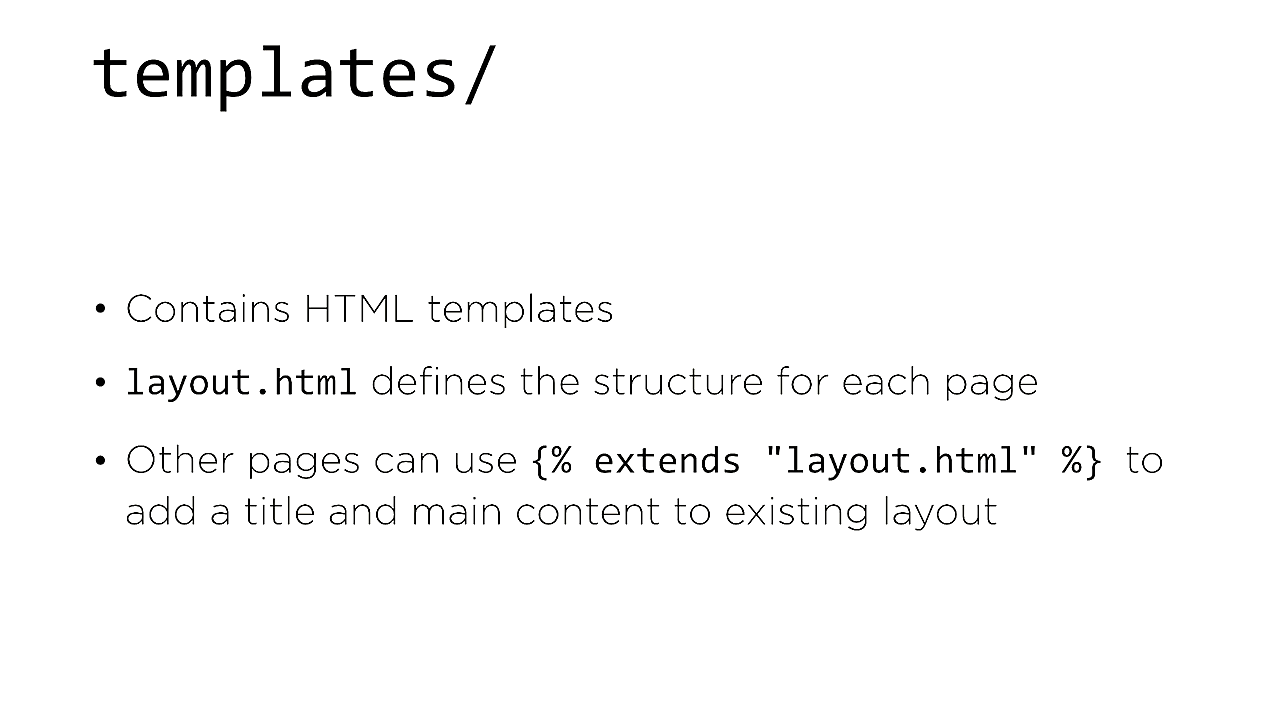 templates/
• Contains HTML templates
• layout.html defines the structure for each page
• Other pages can use {% extends "layout.html" %} to
add a title and main content to existing layout